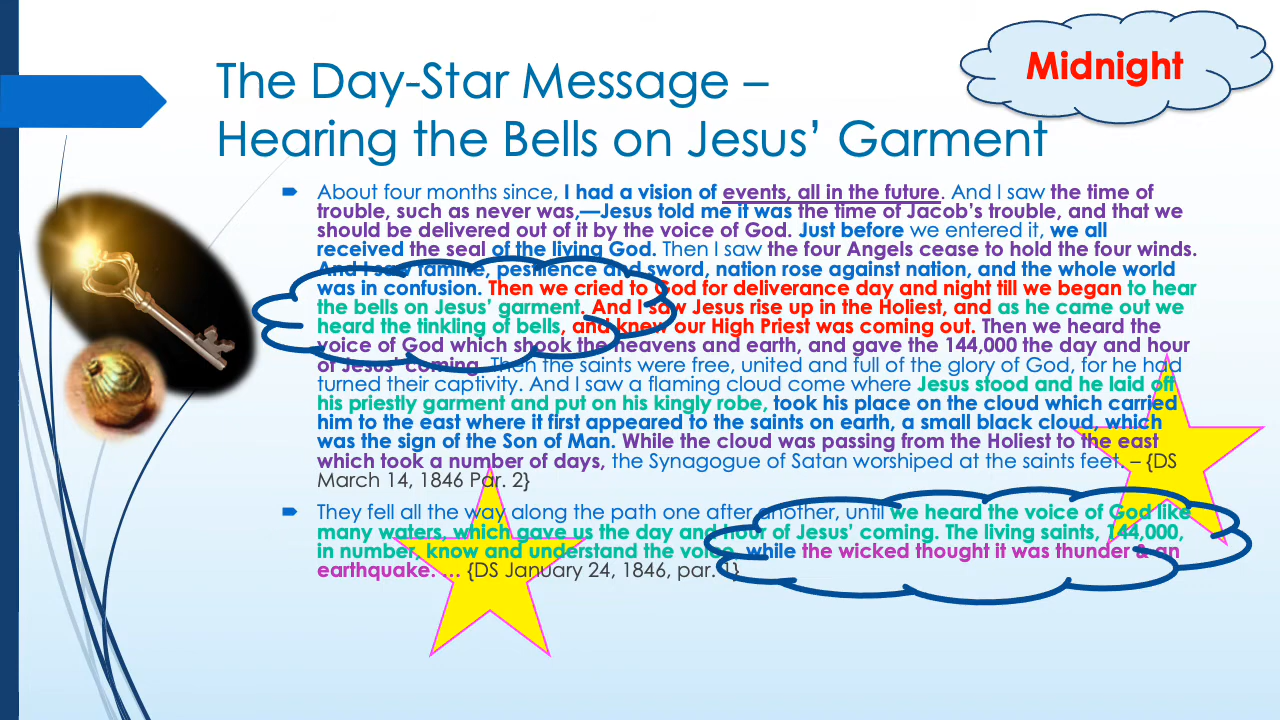 Midnight
The Day-Star Message –
Hearing the Bells on Jesus’ Garment
About four months since, I had a vision of events, all in the future. And I saw the time of
trouble, such as never was,—Jesus told me it was the time of Jacob’s trouble, and that we
should be delivered out of it by the voice of God. Just before we entered it, we all
received the seal of the living God. Then I saw the four Angels cease to hold the four winds.
And I saw famine, pestilence and sword, nation rose against nation, and the whole world
was in confusion. Then we cried to God for deliverance day and night till we began to hear
the bells on Jesus’ garment. And I saw Jesus rise up in the Holiest, and as he came out we
heard the tinkling of bells, and knew our High Priest was coming out. Then we heard the
voice of God which shook the heavens and earth, and gave the 144,000 the day and hour
of Jesus’ coming. Then the saints were free, united and full of the glory of God, for he had
turned their captivity. And I saw a flaming cloud come where Jesus stood and he laid off
his priestly garment and put on his kingly robe, took his place on the cloud which carried
him to the east where it first appeared to the saints on earth, a small black cloud, which
was the sign of the Son of Man. While the cloud was passing from the Holiest to the east
which took a number of days, the Synagogue of Satan worshiped at the saints feet. – {DS
March 14, 1846 Par. 2}
They fell all the way along the path one after another, until we heard the voice of God like
many waters, which gave us the day and hour of Jesus’ coming. The living saints, 144,000,
in number, know and understand the voice, while the wicked thought it was thunder & an
earthquake. … {DS January 24, 1846, par. 1}